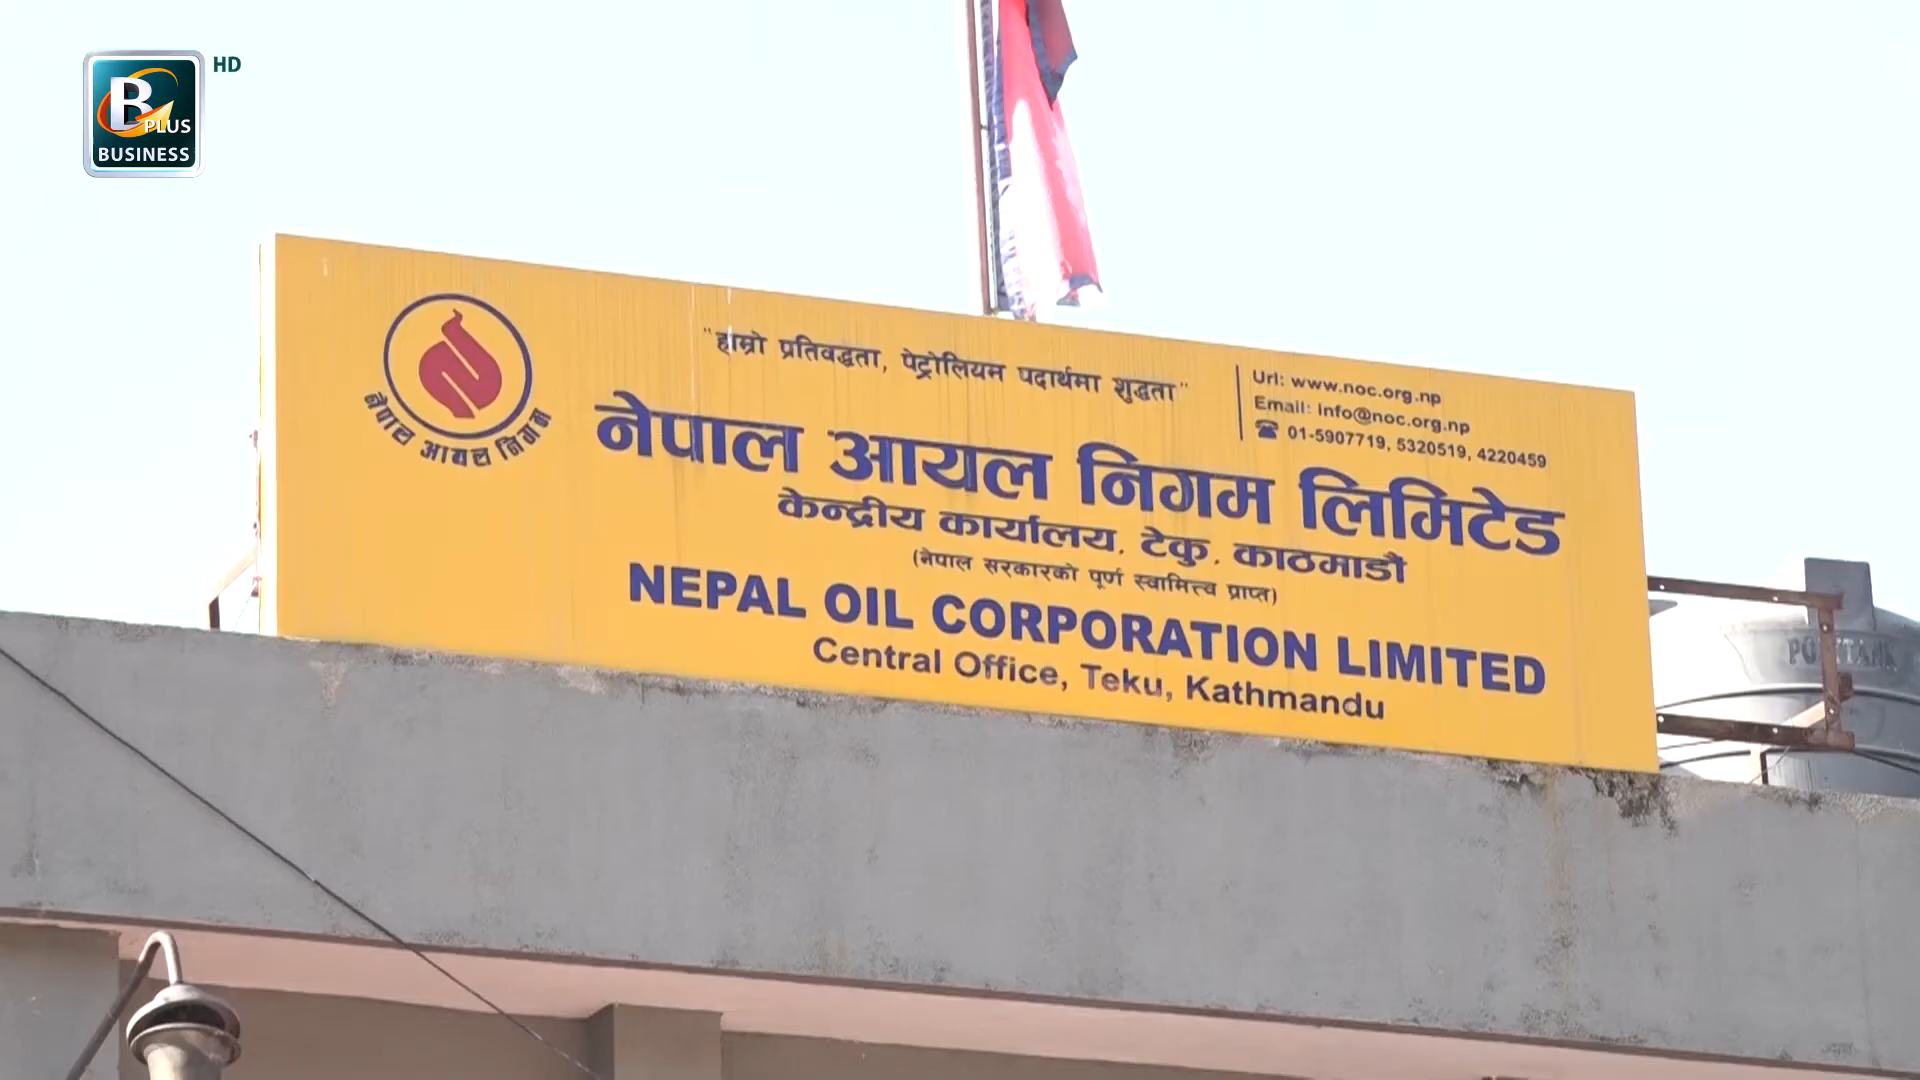 HD
B
PLUS
BUSINESS
"हाम्रो प्रतिवद्धता, पेट्रोलियम पदार्थमा शुद्धता"
Url: www.noc.org.np
Email: info@noc.org.np
☎ 01-5907719, 5320519, 4220459
नेपाल आयल निगम
नेपाल आयल निगम लिमिटेड
केन्द्रीय कार्यालय, टेकु, काठमाडौं
(नेपाल सरकारको पूर्ण स्वामित्व प्राप्त)
NEPAL OIL CORPORATION LIMITED
Central Office, Teku, Kathmandu